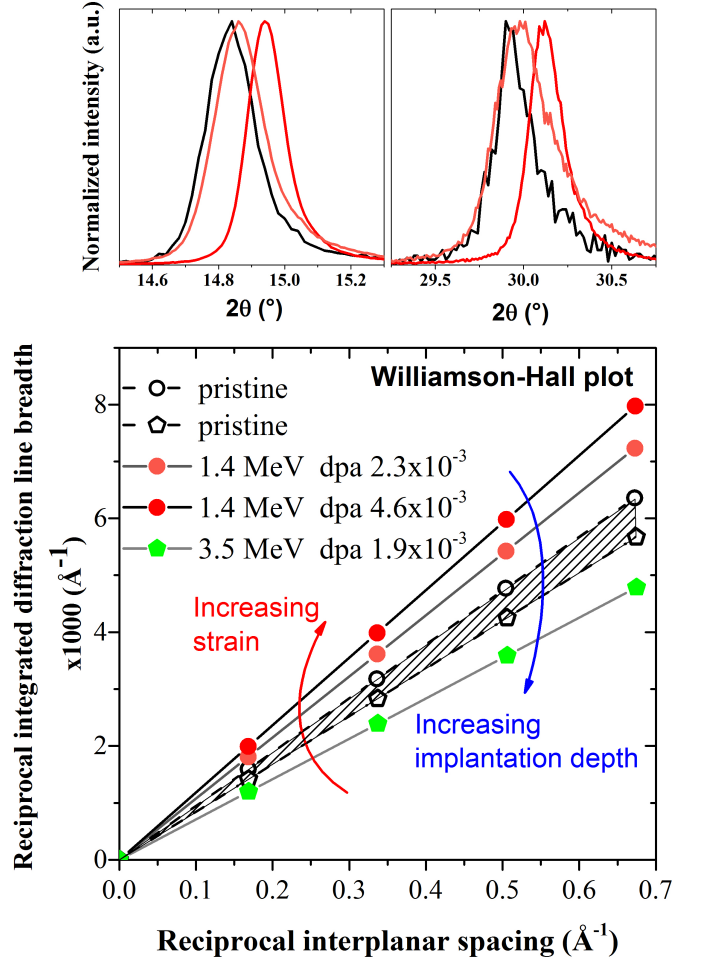 Normalized intensity (a.u.)
14.6 14.8 15.0 15.2
29.5 30.0 30.5
2θ (°)
2θ (°)
Reciprocal integrated diffraction line breadth
x1000 (Å⁻¹)
8
6
4
2
0
Williamson-Hall plot
pristine
pristine
1.4 MeV dpa 2.3x10⁻³
1.4 MeV dpa 4.6x10⁻³
3.5 MeV dpa 1.9x10⁻³
Increasing
strain
Increasing
implantation depth
0.0 0.1 0.2 0.3 0.4 0.5 0.6 0.7
Reciprocal interplanar spacing (Å⁻¹)